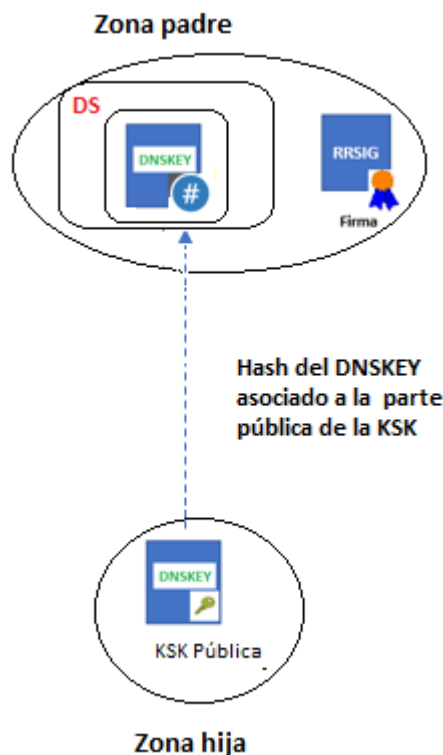 Zona padre
DS
DNSKEY
#
RRSIG
Firma
Hash del DNSKEY
asociado a la parte
pública de la KSK
DNSKEY
KSK Pública
Zona hija